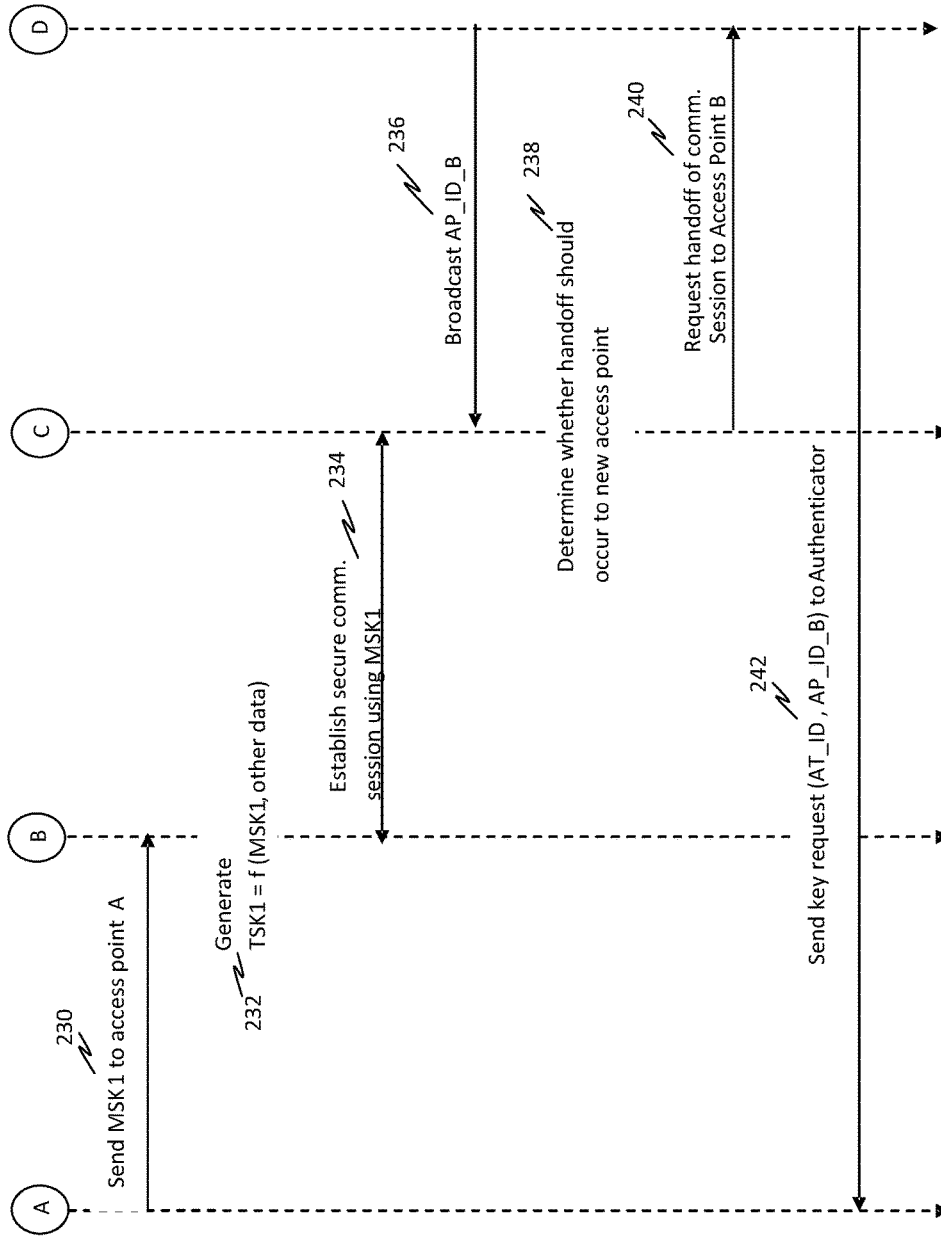 A
B
C
D
230
Send MSK1 to access point A
Generate
232
TSK1 = f (MSK1, other data)
Establish secure comm.
234
session using MSK1
236
Broadcast AP_ID_B
238
Determine whether handoff should
occur to new access point
240
Request handoff of comm.
Session to Access Point B
242
Send key request (AT_ID , AP_ID_B) to Authenticator